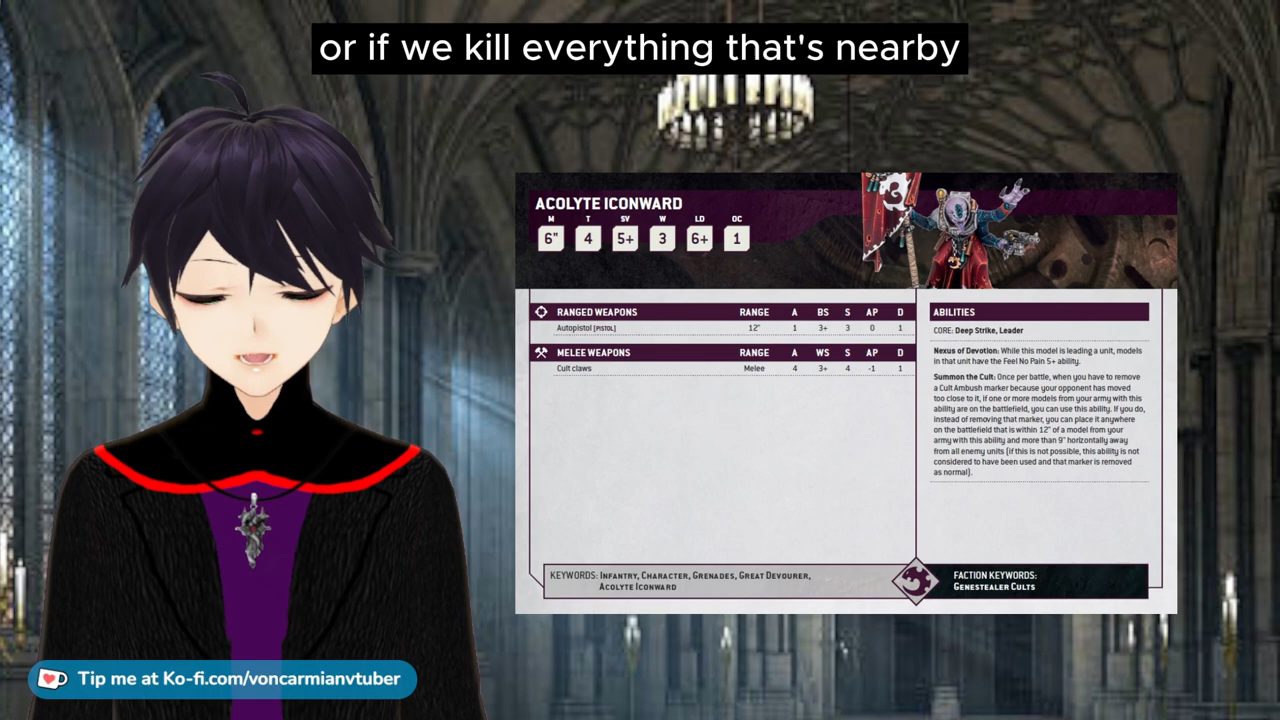 or if we kill everything that's nearby
ACOLYTE ICONWARD
M T SV W LD OC
6" 4 5+ 3 6+ 1
RANGED WEAPONS RANGE A BS S AP D
Autopistol [PISTOL] 12" 1 3+ 3 0 1
MELEE WEAPONS RANGE A WS S AP D
Cult claws Melee 4 3+ 4 -1 1
ABILITIES
CORE: Deep Strike, Leader
Nexus of Devotion: While this model is leading a unit, models
in that unit have the Feel No Pain 5+ ability.
Summon the Cult: Once per battle, when you have to remove
a Cult Ambush marker because your opponent has moved
too close to it, if one or more models from your army with this
ability are on the battlefield, you can use this ability. If you do,
instead of removing that marker, you can place it anywhere
on the battlefield that is within 12" of a model from your
army with this ability and more than 9" horizontally away
from all enemy units (if this is not possible, this ability is not
considered to have been used and that marker is removed
as normal).
KEYWORDS: INFANTRY, CHARACTER, GRENADES, GREAT DEVOURER,
ACOLYTE ICONWARD
FACTION KEYWORDS:
GENESTEALER CULTS
Tip me at Ko-fi.com/voncarmianvtuber